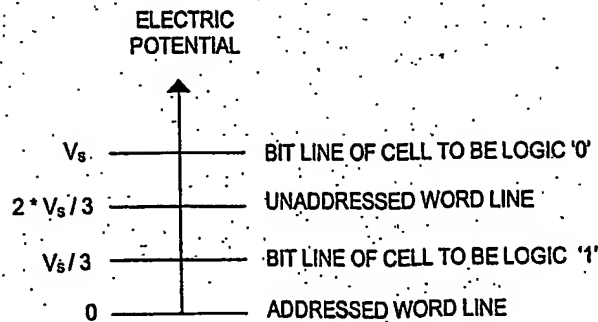 ELECTRIC
POTENTIAL
Vs BIT LINE OF CELL TO BE LOGIC '0'
2 * Vs / 3 UNADDRESSED WORD LINE
Vs / 3 BIT LINE OF CELL TO BE LOGIC '1'
0 ADDRESSED WORD LINE